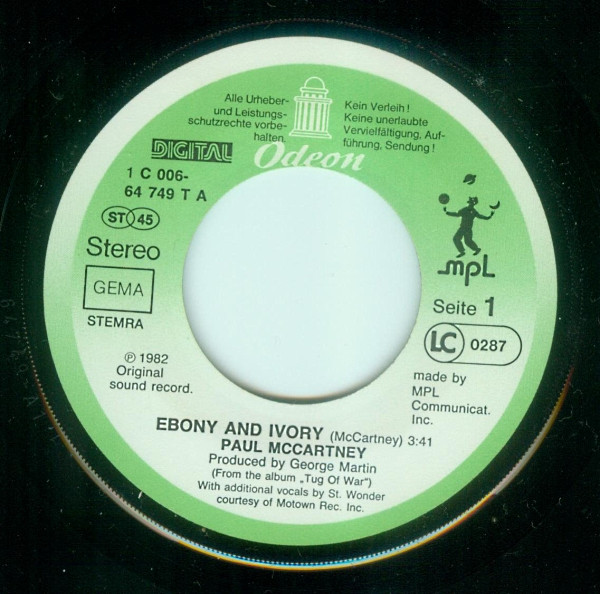 Alle Urheber-
und Leistungs-
schutzrechte vorbe-
halten.
Kein Verleih!
Keine unerlaubte
Vervielfältigung, Auf-
führung, Sendung!
DIGITAL
Odeon
1 C 006-
64 749 T A
ST 45
Stereo
GEMA
STEMRA
℗ 1982
Original
sound record.
mpL
Seite 1
LC 0287
made by
MPL
Communicat.
Inc.
EBONY AND IVORY (McCartney) 3:41
PAUL MCCARTNEY
Produced by George Martin
(From the album „Tug Of War")
With additional vocals by St. Wonder
courtesy of Motown Rec. Inc.